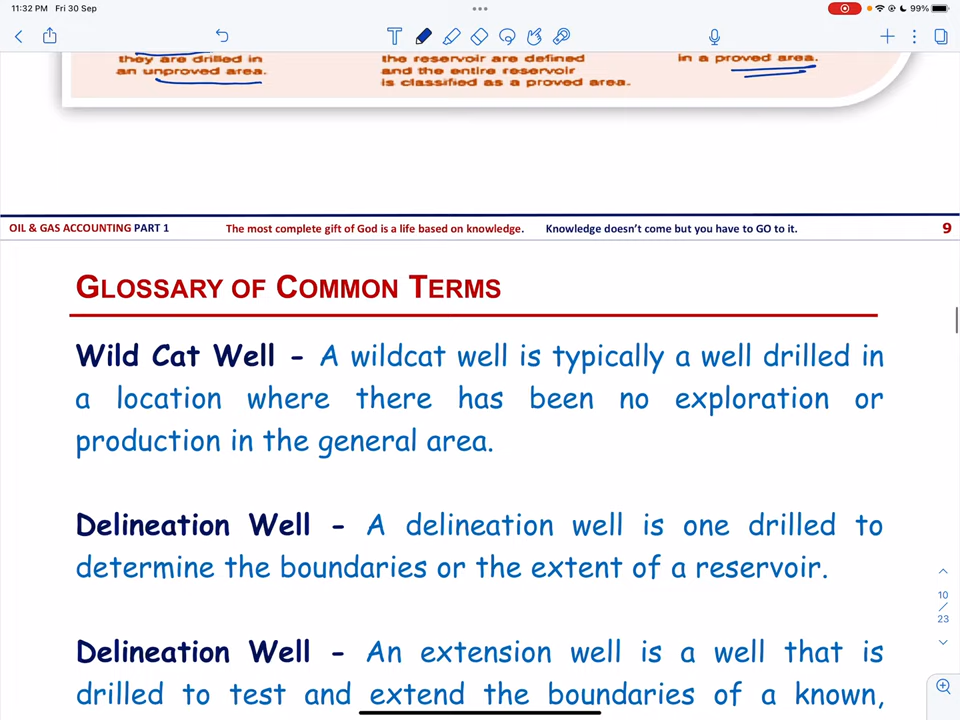 11:32 PM Fri 30 Sep 99%
they are drilled in
an unproved area.
the reservoir are defined
and the entire reservoir
is classified as a proved area.
in a proved area.
OIL & GAS ACCOUNTING PART 1 The most complete gift of God is a life based on knowledge. Knowledge doesn't come but you have to GO to it. 9
GLOSSARY OF COMMON TERMS
Wild Cat Well - A wildcat well is typically a well drilled in
a location where there has been no exploration or
production in the general area.
Delineation Well - A delineation well is one drilled to
determine the boundaries or the extent of a reservoir.
Delineation Well - An extension well is a well that is
drilled to test and extend the boundaries of a known,
10
/
23